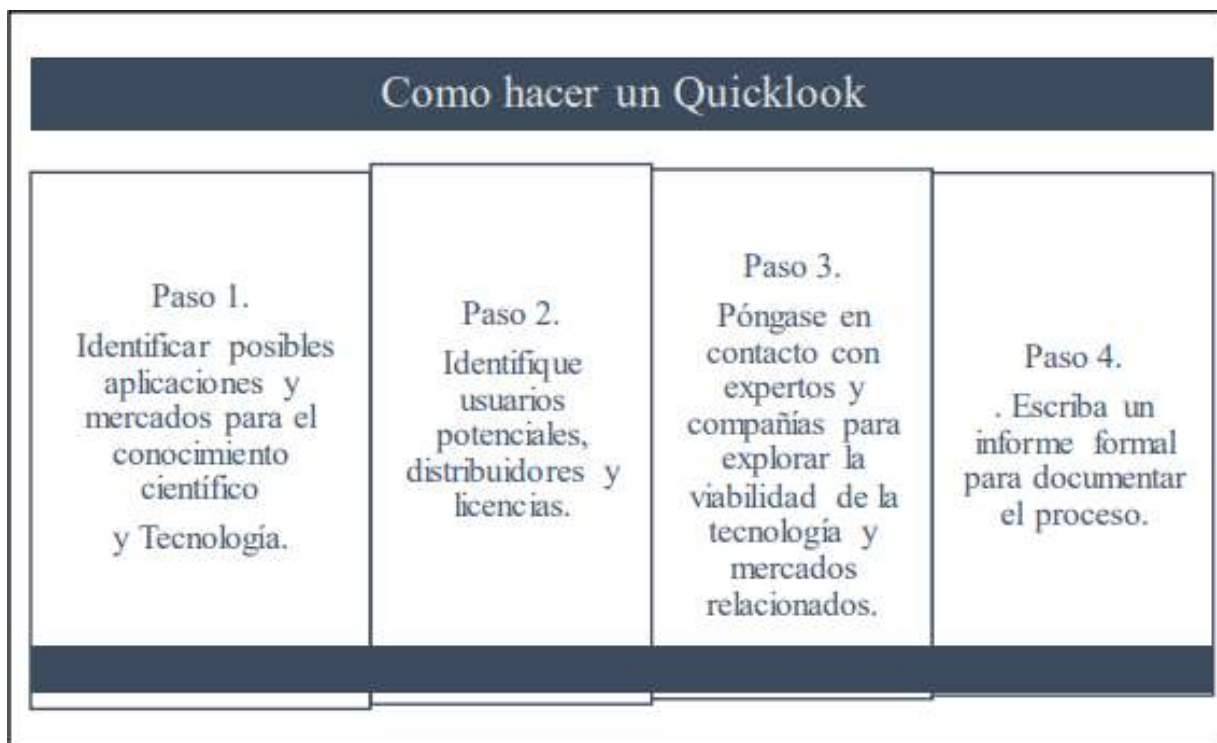 Como hacer un Quicklook
Paso 1.
Identificar posibles
aplicaciones y
mercados para el
conocimiento
científico
y Tecnología.
Paso 2.
Identifique
usuarios
potenciales,
distribuidores y
licencias.
Paso 3.
Póngase en
contacto con
expertos y
compañías para
explorar la
viabilidad de la
tecnología y
mercados
relacionados.
Paso 4.
. Escriba un
informe formal
para documentar
el proceso.